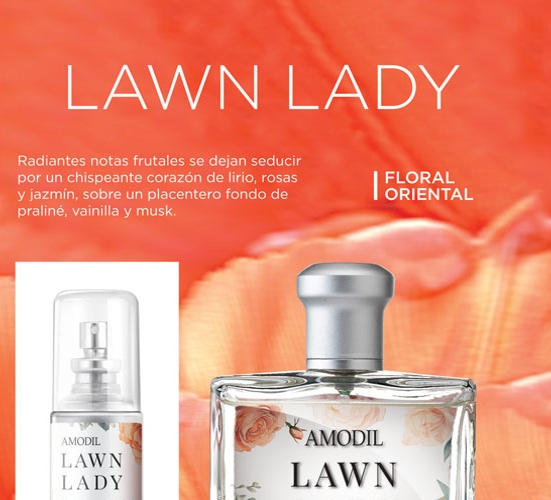 LAWN LADY
Radiantes notas frutales se dejan seducir
por un chispeante corazón de lirio, rosas
y jazmín, sobre un placentero fondo de
praliné, vainilla y musk.
FLORAL
ORIENTAL
AMODIL
LAWN
LADY
AMODIL
LAWN